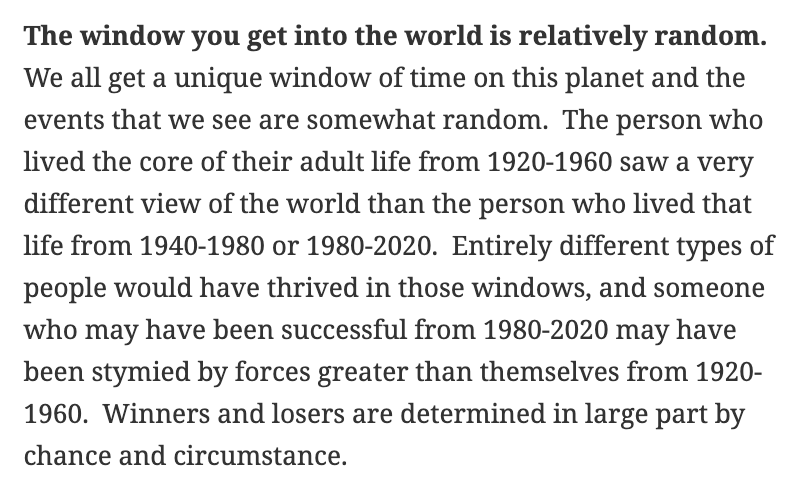 The window you get into the world is relatively random.
We all get a unique window of time on this planet and the
events that we see are somewhat random.  The person who
lived the core of their adult life from 1920-1960 saw a very
different view of the world than the person who lived that
life from 1940-1980 or 1980-2020.  Entirely different types of
people would have thrived in those windows, and someone
who may have been successful from 1980-2020 may have
been stymied by forces greater than themselves from 1920-
1960.  Winners and losers are determined in large part by
chance and circumstance.